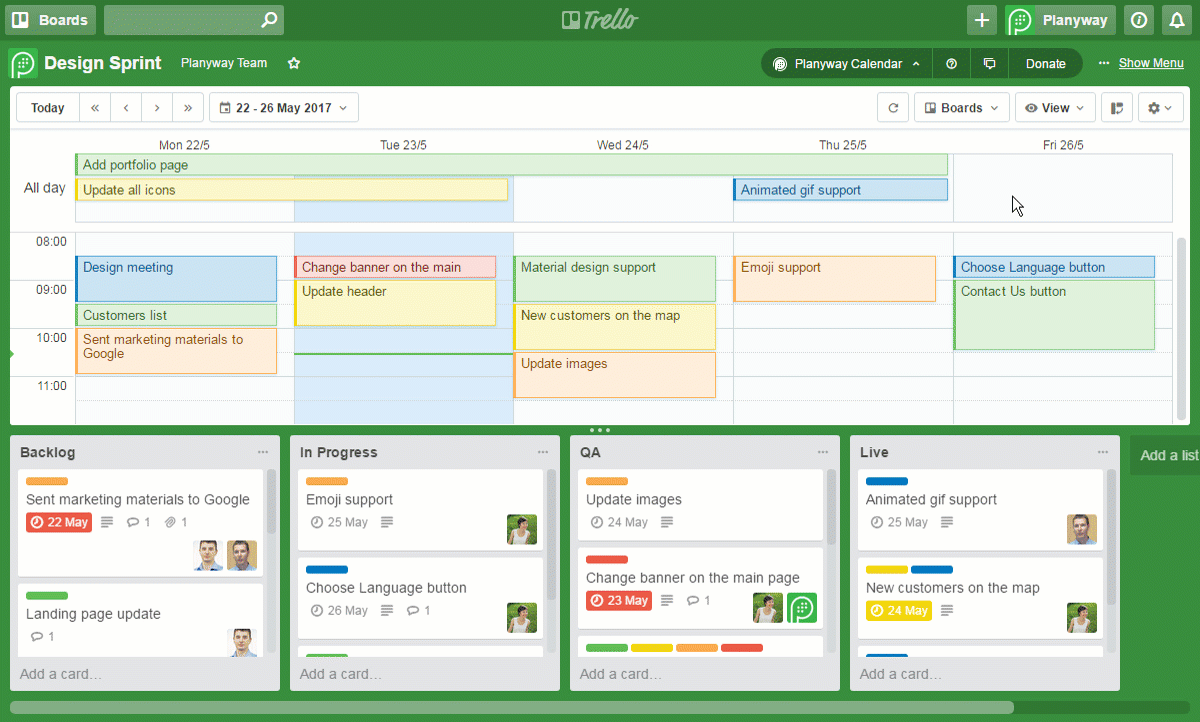 Boards
Trello
Planyway
Design Sprint
Planyway Team
Planyway Calendar
Donate
Show Menu
Today
22 - 26 May 2017
Boards
View
Mon 22/5
Tue 23/5
Wed 24/5
Thu 25/5
Fri 26/5
All day
Add portfolio page
Update all icons
Animated gif support
08:00
09:00
10:00
11:00
Design meeting
Customers list
Sent marketing materials to
Google
Change banner on the main
Update header
Material design support
New customers on the map
Update images
Emoji support
Choose Language button
Contact Us button
Backlog
Sent marketing materials to Google
22 May
1
1
Landing page update
1
Add a card…
In Progress
Emoji support
25 May
Choose Language button
26 May
1
Add a card…
QA
Update images
24 May
Change banner on the main page
23 May
1
Add a card…
Live
Animated gif support
25 May
New customers on the map
24 May
Add a card…
Add a list